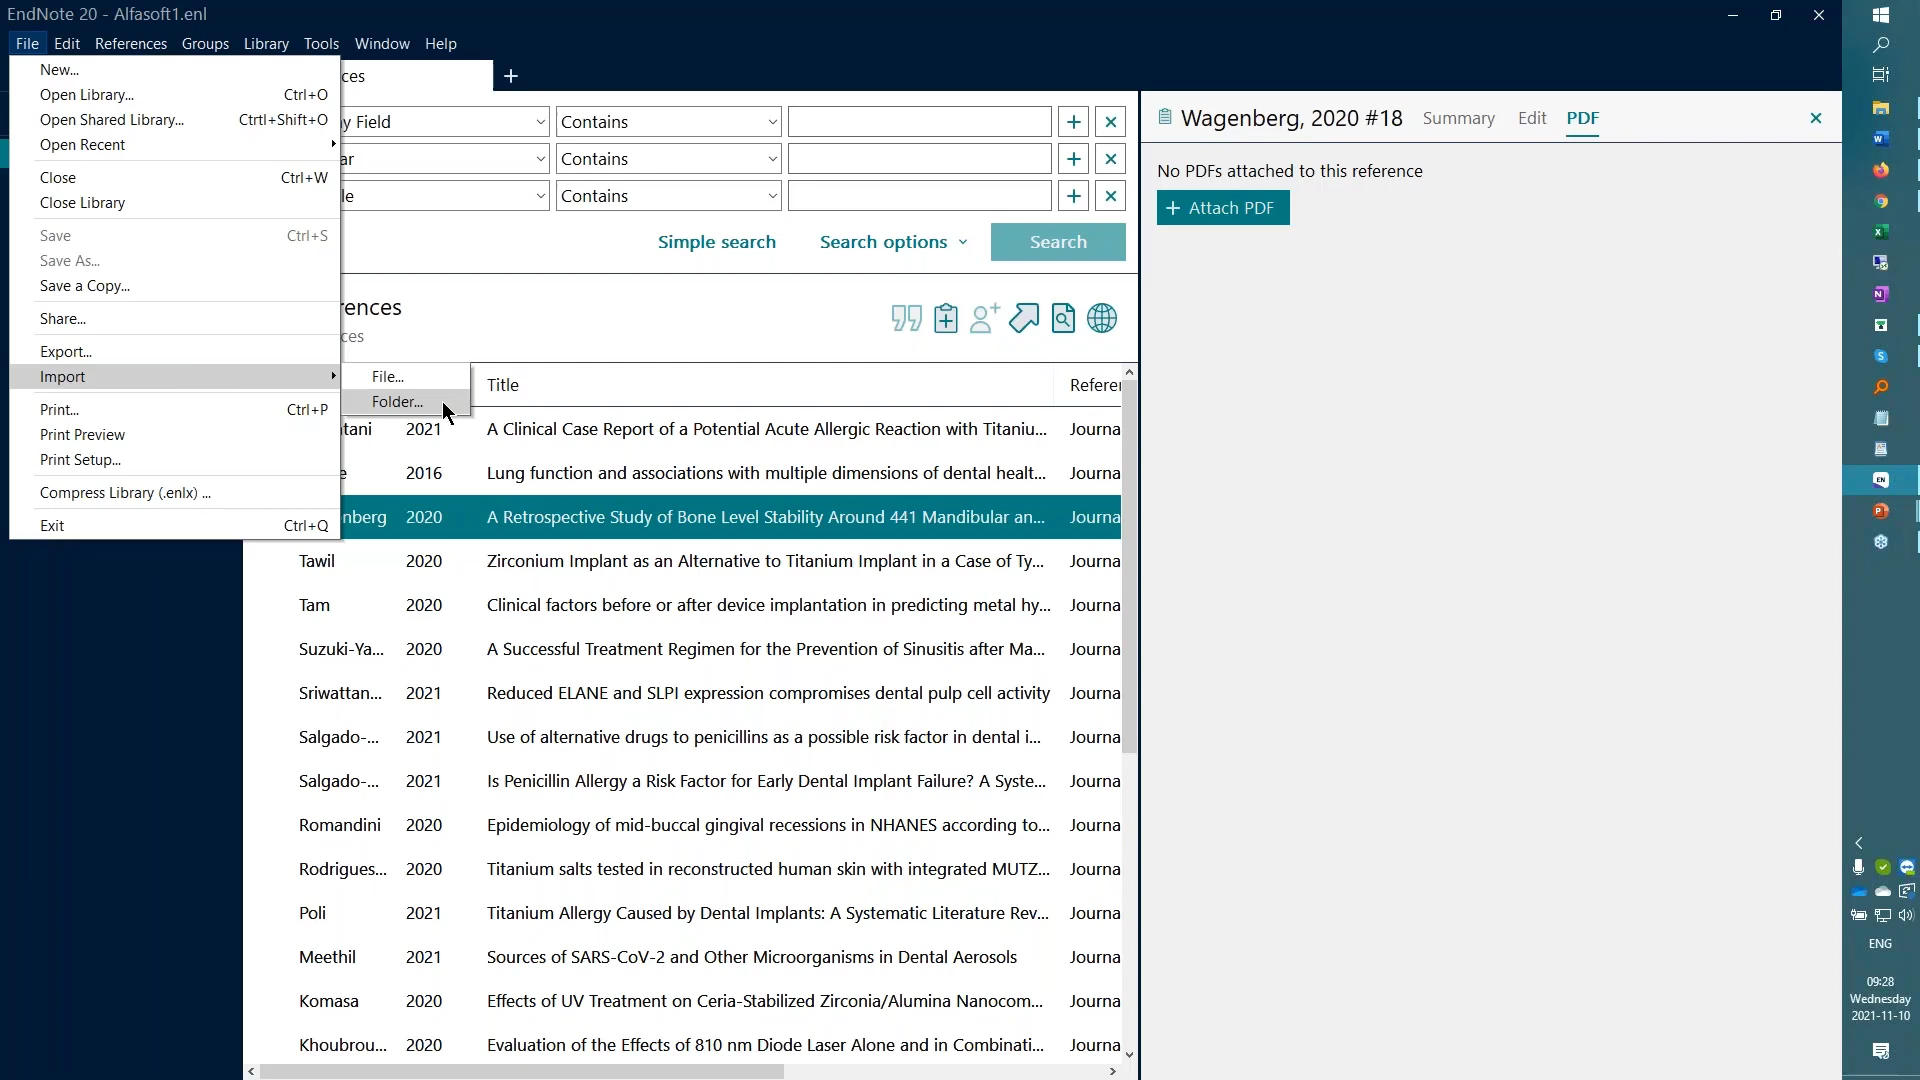 EndNote 20 - Alfasoft1.enl
File Edit References Groups Library Tools Window Help
New...
Open Library... Ctrl+O
Open Shared Library... Ctrtl+Shift+O
Open Recent
Close Ctrl+W
Close Library
Save Ctrl+S
Save As...
Save a Copy...
Share...
Export...
Import
Print... Ctrl+P
Print Preview
Print Setup...
Compress Library (.enlx) ...
Exit Ctrl+Q
File...
Folder...
ces
y Field Contains
ar Contains
le Contains
Simple search Search options Search
rences
ces
Title Referer
tani 2021 A Clinical Case Report of a Potential Acute Allergic Reaction with Titaniu... Journa
e 2016 Lung function and associations with multiple dimensions of dental healt... Journa
nberg 2020 A Retrospective Study of Bone Level Stability Around 441 Mandibular an... Journa
Tawil 2020 Zirconium Implant as an Alternative to Titanium Implant in a Case of Ty... Journa
Tam 2020 Clinical factors before or after device implantation in predicting metal hy... Journa
Suzuki-Ya... 2020 A Successful Treatment Regimen for the Prevention of Sinusitis after Ma... Journa
Sriwattan... 2021 Reduced ELANE and SLPI expression compromises dental pulp cell activity Journa
Salgado-... 2021 Use of alternative drugs to penicillins as a possible risk factor in dental i... Journa
Salgado-... 2021 Is Penicillin Allergy a Risk Factor for Early Dental Implant Failure? A Syste... Journa
Romandini 2020 Epidemiology of mid-buccal gingival recessions in NHANES according to... Journa
Rodrigues... 2020 Titanium salts tested in reconstructed human skin with integrated MUTZ... Journa
Poli 2021 Titanium Allergy Caused by Dental Implants: A Systematic Literature Rev... Journa
Meethil 2021 Sources of SARS-CoV-2 and Other Microorganisms in Dental Aerosols Journa
Komasa 2020 Effects of UV Treatment on Ceria-Stabilized Zirconia/Alumina Nanocom... Journa
Khoubrou... 2020 Evaluation of the Effects of 810 nm Diode Laser Alone and in Combinati... Journa
Wagenberg, 2020 #18 Summary Edit PDF
No PDFs attached to this reference
+ Attach PDF
EN
ENG
09:28
Wednesday
2021-11-10